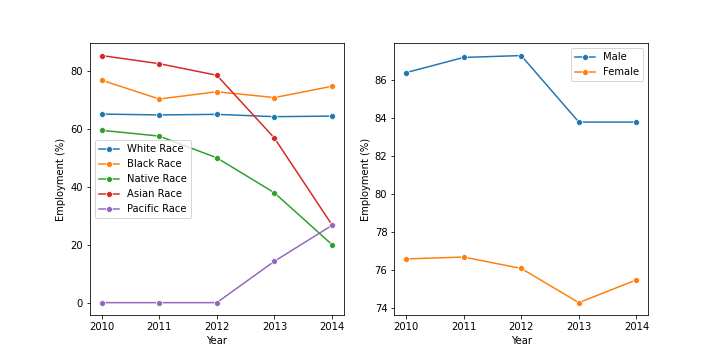 80
60
40
20
0
Employment (%)
White Race
Black Race
Native Race
Asian Race
Pacific Race
2010 2011 2012 2013 2014
Year
86
84
82
80
78
76
74
Employment (%)
Male
Female
2010 2011 2012 2013 2014
Year